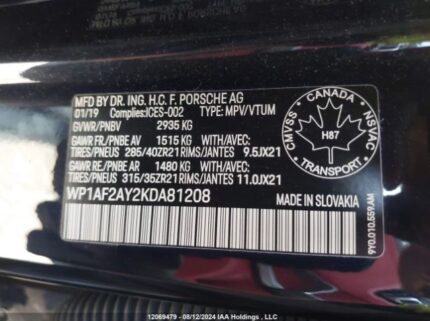 MFD BY DR. ING. H.C. F. PORSCHE AG
01/19 Complies:ICES-002 TYPE: MPV/VTUM
GVWR/PNBV 2935 KG
GAWR FR./PNBE AV 1515 KG WITH/AVEC:
TIRES/PNEUS 285/40ZR21 RIMS/JANTES 9.5JX21
GAWR RE./PNBE AR 1480 KG WITH/AVEC:
TIRES/PNEUS 315/35ZR21 RIMS/JANTES 11.0JX21
WP1AF2AY2KDA81208 MADE IN SLOVAKIA
CANADA
CMVSS
NSVAC
H87
TRANSPORT
9Y0.010.559.AM
12069479 - 08/12/2024
IAA Holdings, LLC